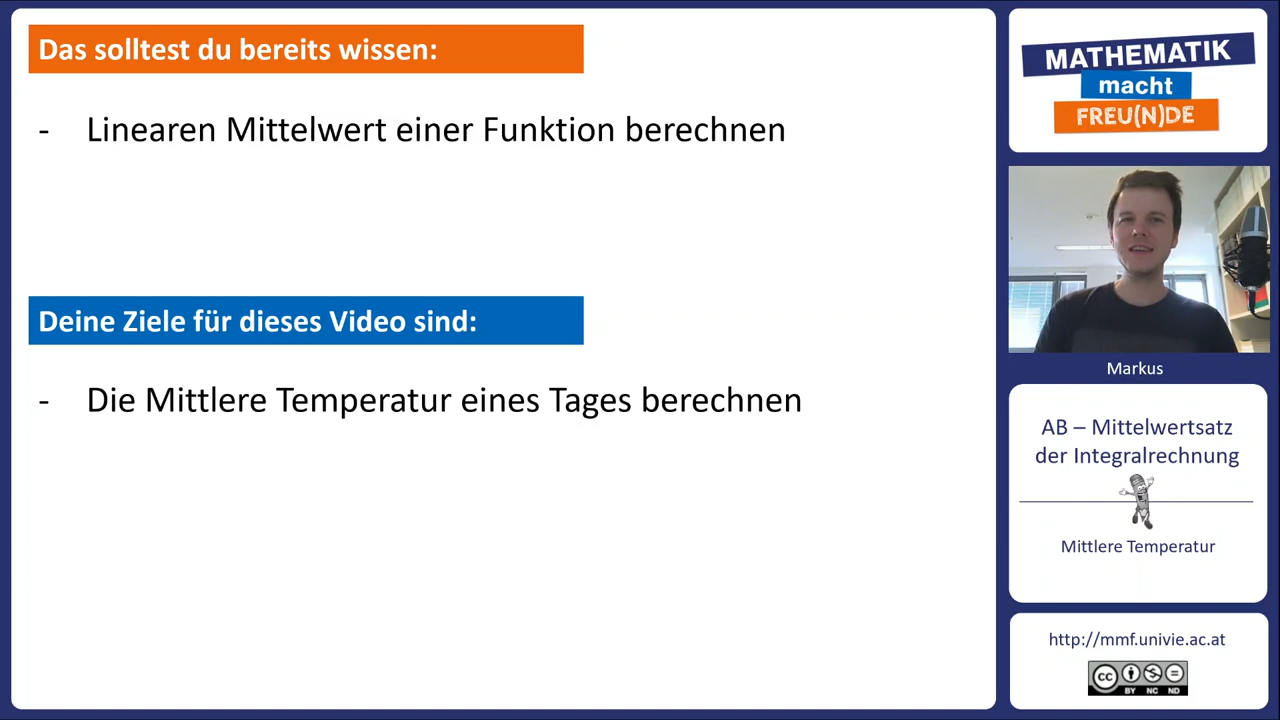 Das solltest du bereits wissen:
- Linearen Mittelwert einer Funktion berechnen
Deine Ziele für dieses Video sind:
- Die Mittlere Temperatur eines Tages berechnen
MATHEMATIK
macht
FREU(N)DE
Markus
AB – Mittelwertsatz
der Integralrechnung
Mittlere Temperatur
http://mmf.univie.ac.at
CC
BY NC ND